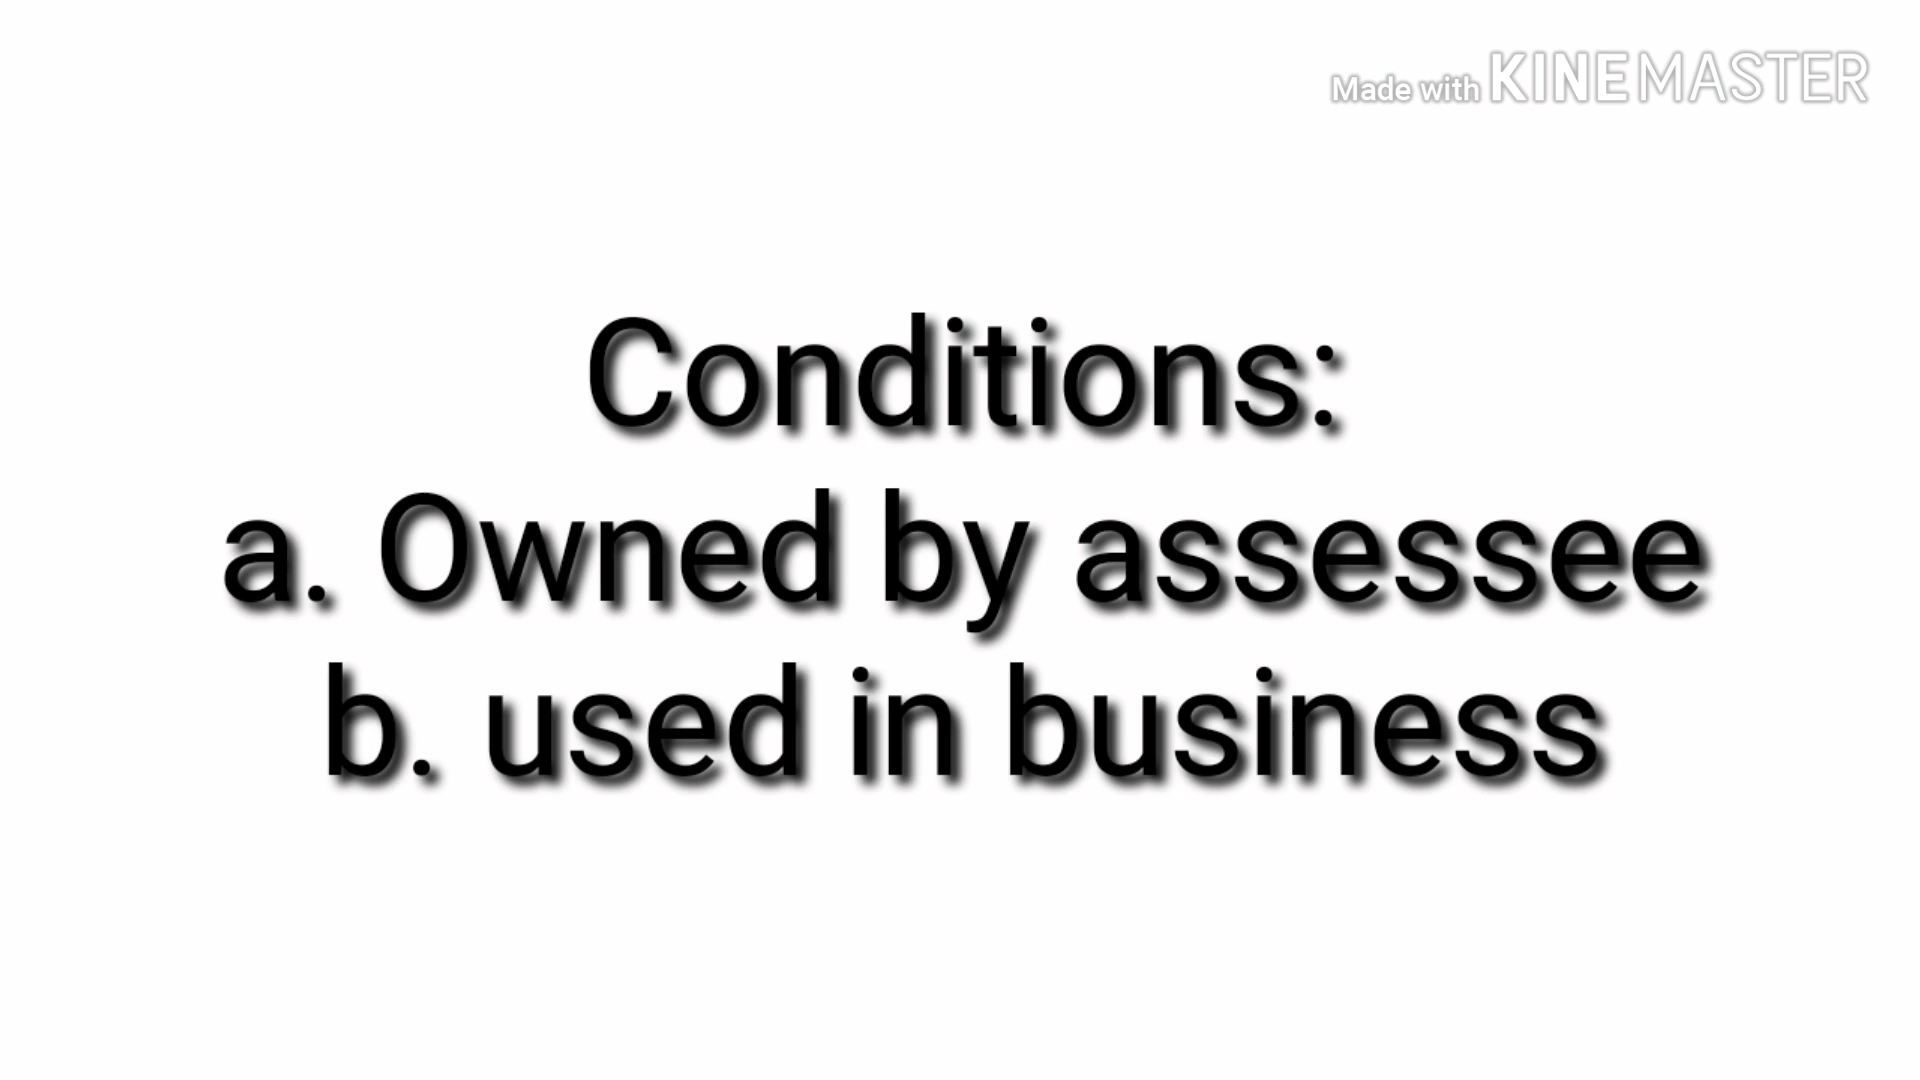 Made with KINEMASTER
Conditions:
a. Owned by assessee
b. used in business